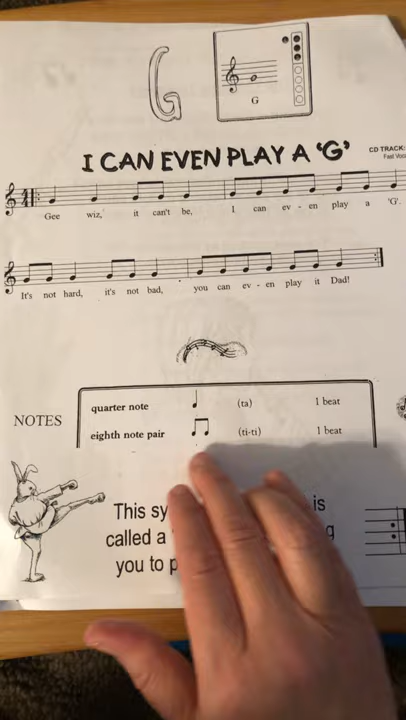 G
G
I CAN EVEN PLAY A 'G'
CD TRACK:
Fast Voc
Gee wiz, it can't be, I can ev - en play a 'G'.
It's not hard, it's not bad, you can ev - en play it Dad!
NOTES
quarter note (ta) 1 beat
eighth note pair (ti-ti) 1 beat
This is
called a
you to